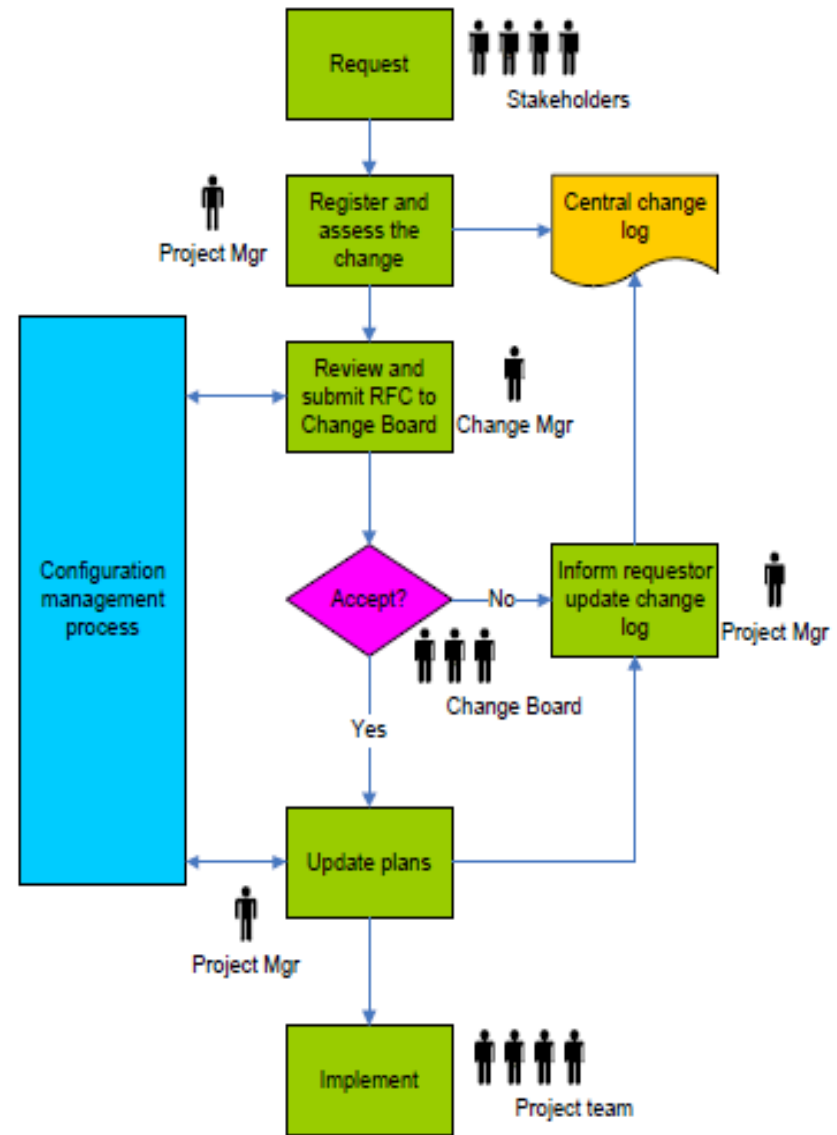 Request
Stakeholders
Register and
assess the
change
Project Mgr
Central change
log
Review and
submit RFC to
Change Board
Change Mgr
Configuration
management
process
Accept?
No
Inform requestor
update change
log
Project Mgr
Change Board
Yes
Update plans
Project Mgr
Implement
Project team